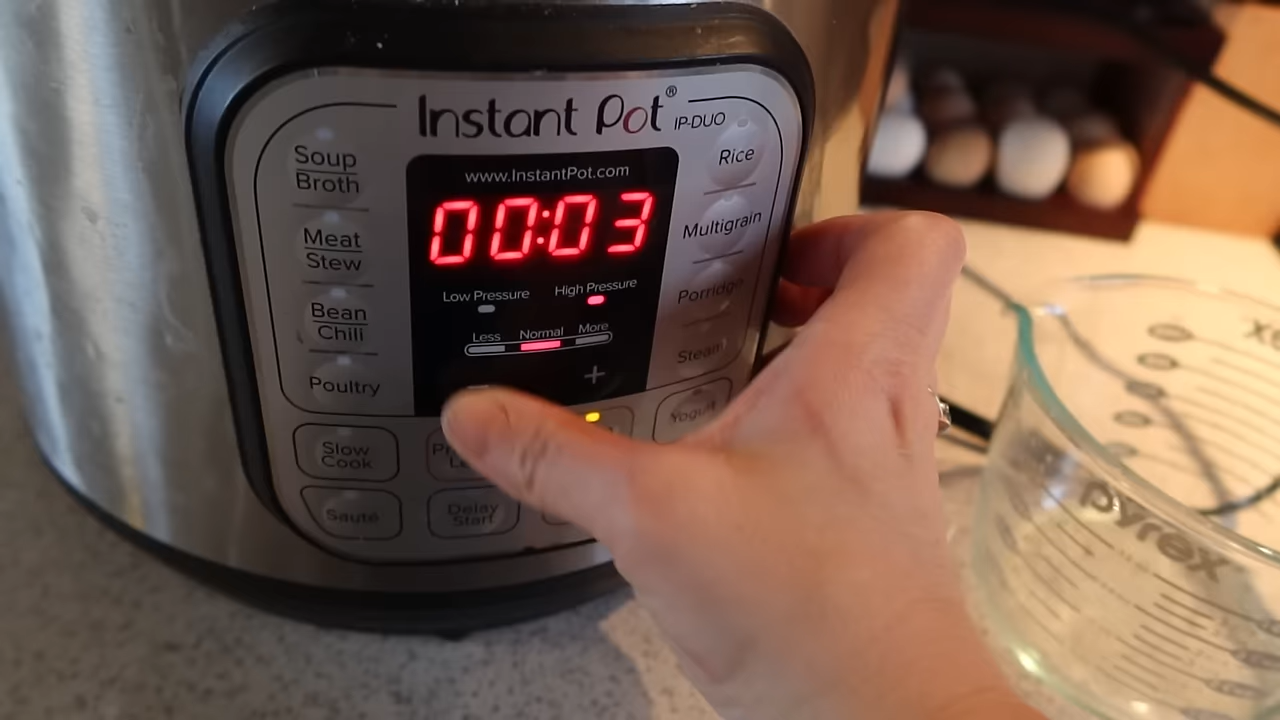 Instant Pot® IP-DUO
www.InstantPot.com
00:03
Low Pressure
High Pressure
Less
Normal
More
+
Soup
Broth
Meat
Stew
Bean
Chili
Poultry
Slow
Cook
Sauté
Delay
Start
Rice
Multigrain
Porridge
Steam
Yogurt
pyrex